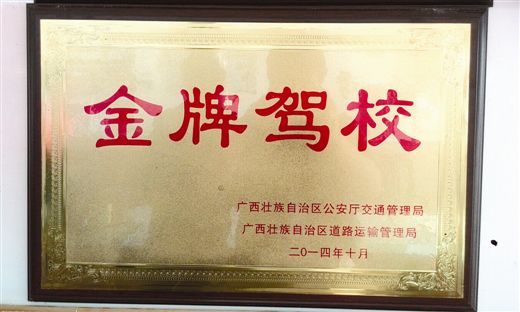 金牌驾校
广西壮族自治区公安厅交通管理局
广西壮族自治区道路运输管理局
二〇一四年十月